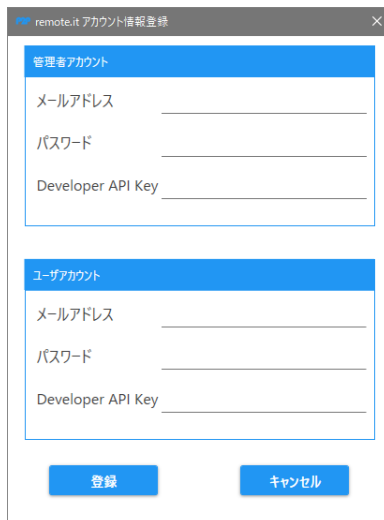 remote.it アカウント情報登録
管理者アカウント
メールアドレス
パスワード
Developer API Key
ユーザアカウント
メールアドレス
パスワード
Developer API Key
登録 キャンセル